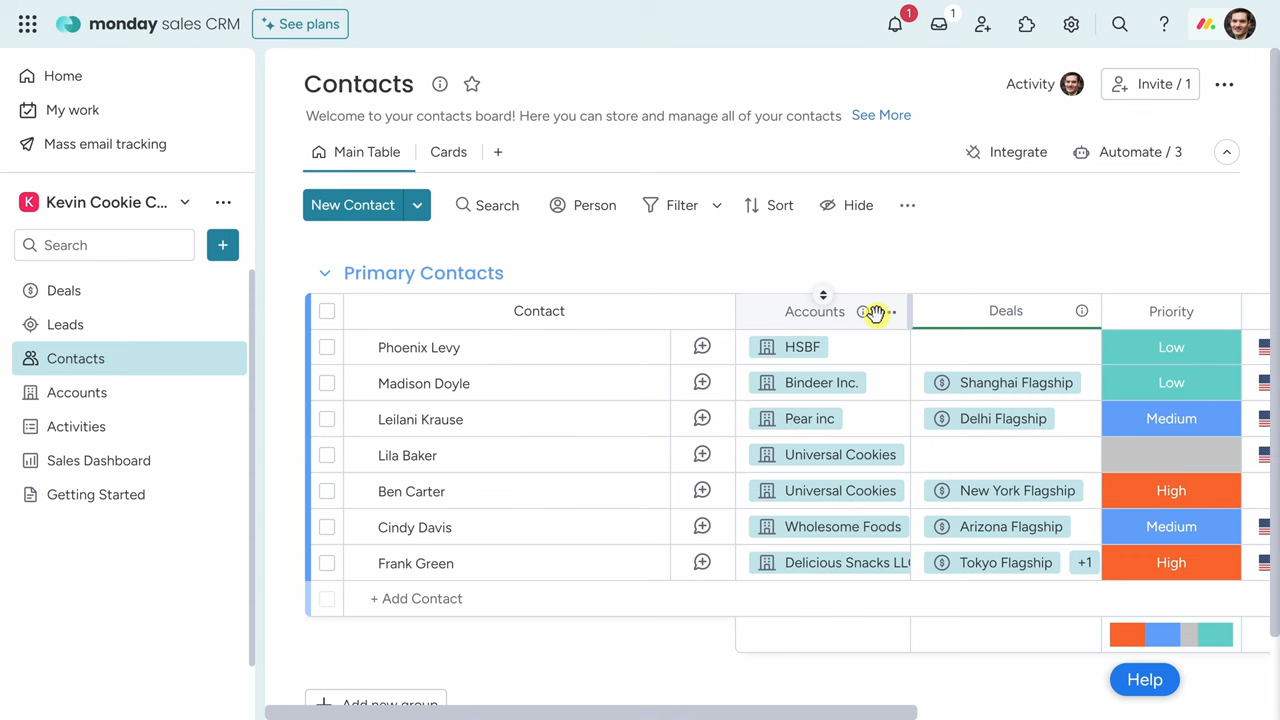 monday sales CRM
See plans
1
1
Home
My work
Mass email tracking
K Kevin Cookie C...
Search
+
Deals
Leads
Contacts
Accounts
Activities
Sales Dashboard
Getting Started
Contacts
Activity
Invite / 1
Welcome to your contacts board! Here you can store and manage all of your contacts See More
Main Table
Cards
+
Integrate
Automate / 3
New Contact
Search
Person
Filter
Sort
Hide
Primary Contacts
Contact Accounts Deals Priority
Phoenix Levy HSBF Low
Madison Doyle Bindeer Inc. Shanghai Flagship Low
Leilani Krause Pear inc Delhi Flagship Medium
Lila Baker Universal Cookies
Ben Carter Universal Cookies New York Flagship High
Cindy Davis Wholesome Foods Arizona Flagship Medium
Frank Green Delicious Snacks LLC Tokyo Flagship +1 High
+ Add Contact
Help
+ Add new group